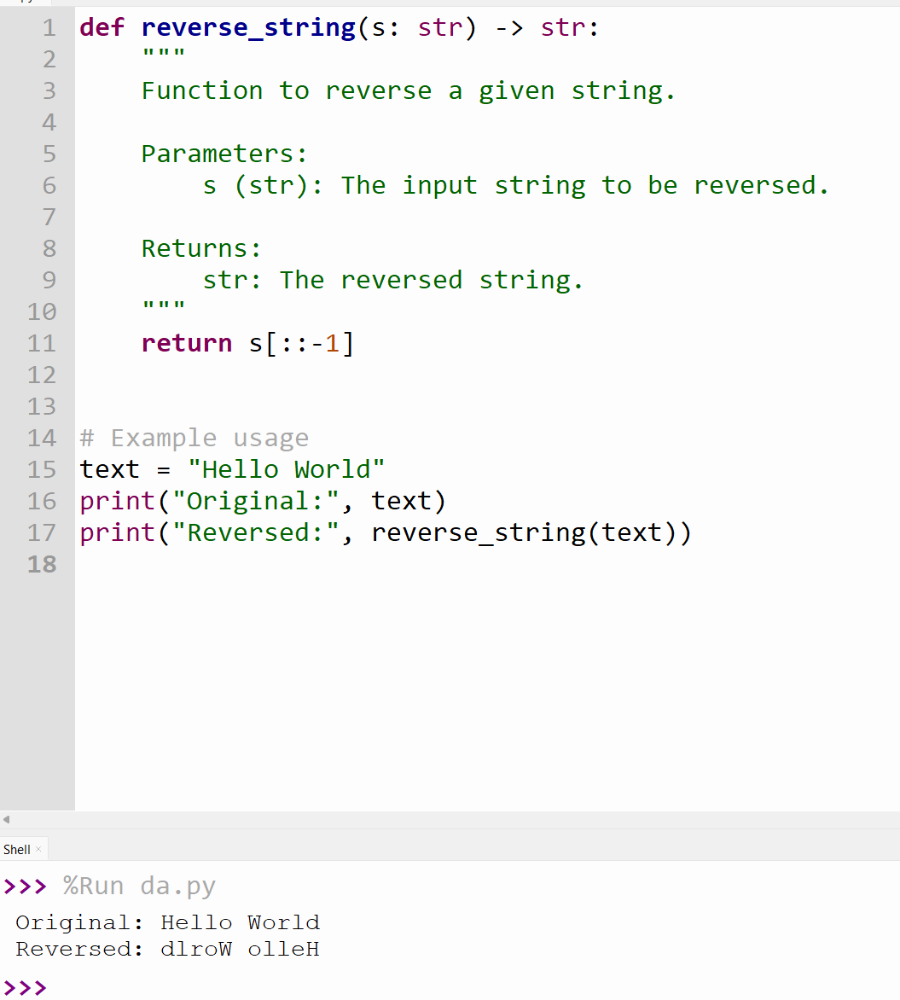 1 def reverse_string(s: str) -> str:
2     """
3     Function to reverse a given string.
4
5     Parameters:
6         s (str): The input string to be reversed.
7
8     Returns:
9         str: The reversed string.
10     """
11     return s[::-1]
12
13
14 # Example usage
15 text = "Hello World"
16 print("Original:", text)
17 print("Reversed:", reverse_string(text))
18
Shell ×
>>> %Run da.py
Original: Hello World
Reversed: dlroW olleH
>>>